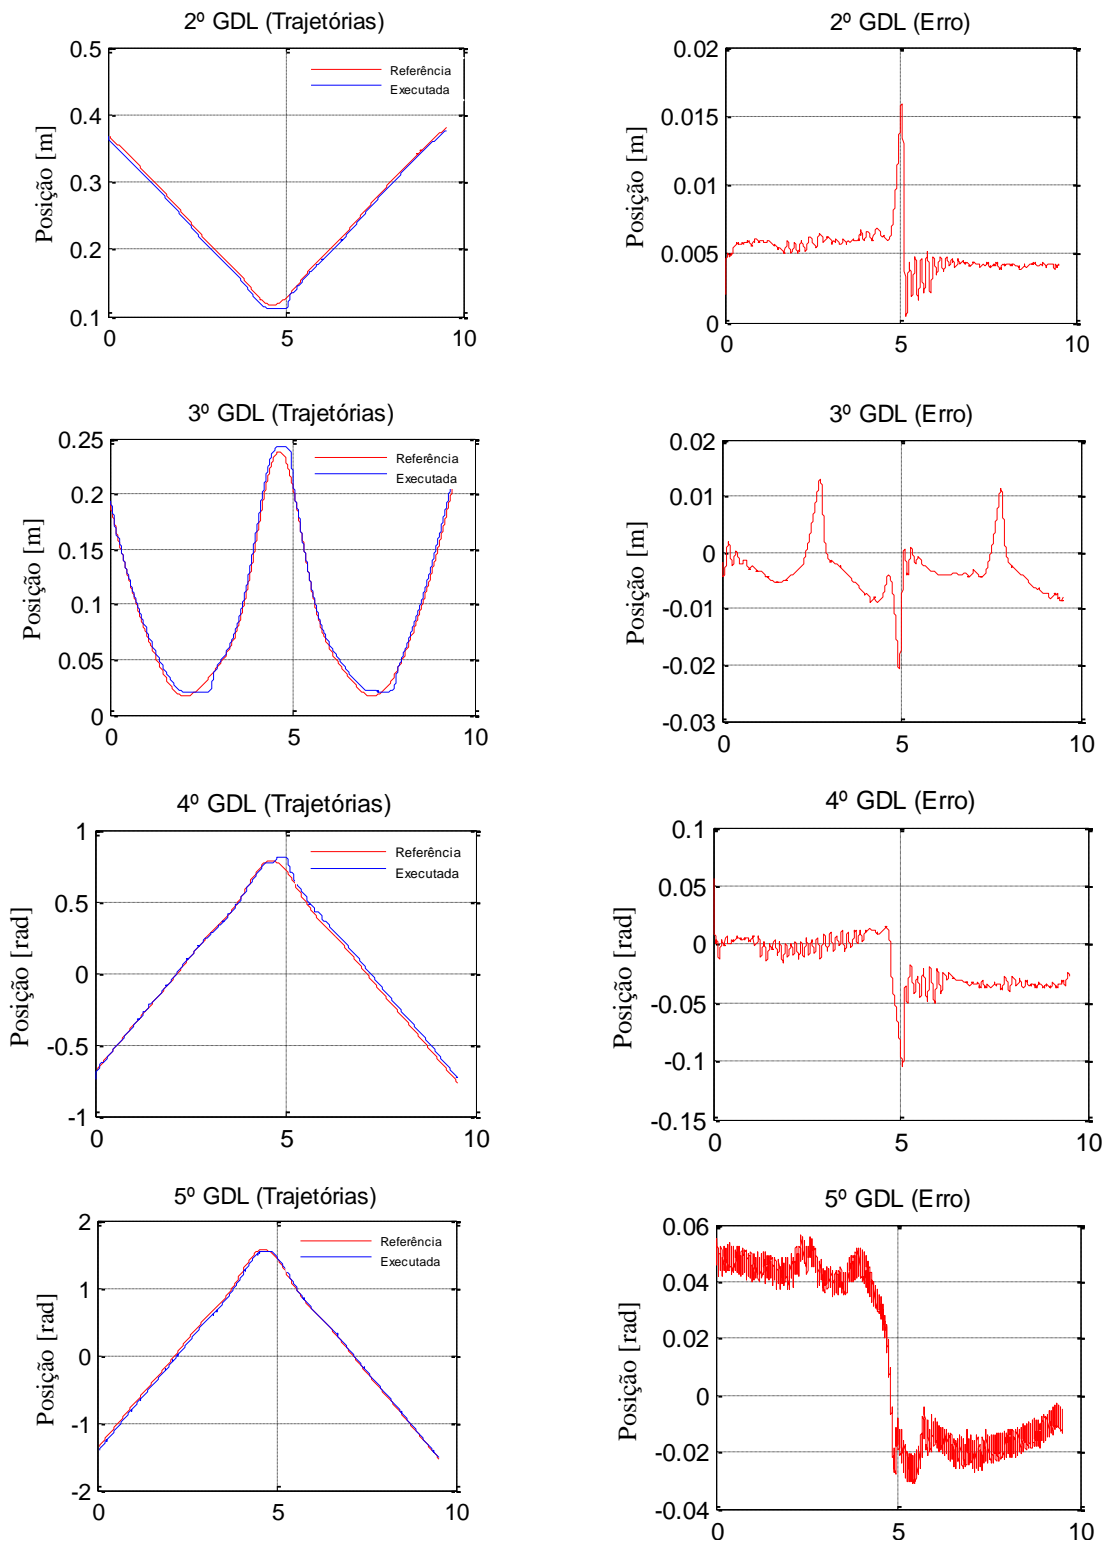 2º GDL (Trajetórias)
Posição [m]
0.5
0.4
0.3
0.2
0.1
0 5 10
Referência
Executada
2º GDL (Erro)
Posição [m]
0.02
0.015
0.01
0.005
0
0 5 10
3º GDL (Trajetórias)
Posição [m]
0.25
0.2
0.15
0.1
0.05
0
0 5 10
Referência
Executada
3º GDL (Erro)
Posição [m]
0.02
0.01
0
-0.01
-0.02
-0.03
0 5 10
4º GDL (Trajetórias)
Posição [rad]
1
0.5
0
-0.5
-1
0 5 10
Referência
Executada
4º GDL (Erro)
Posição [rad]
0.1
0.05
0
-0.05
-0.1
-0.15
0 5 10
5º GDL (Trajetórias)
Posição [rad]
2
1
0
-1
-2
0 5 10
Referência
Executada
5º GDL (Erro)
Posição [rad]
0.06
0.04
0.02
0
-0.02
-0.04
0 5 10